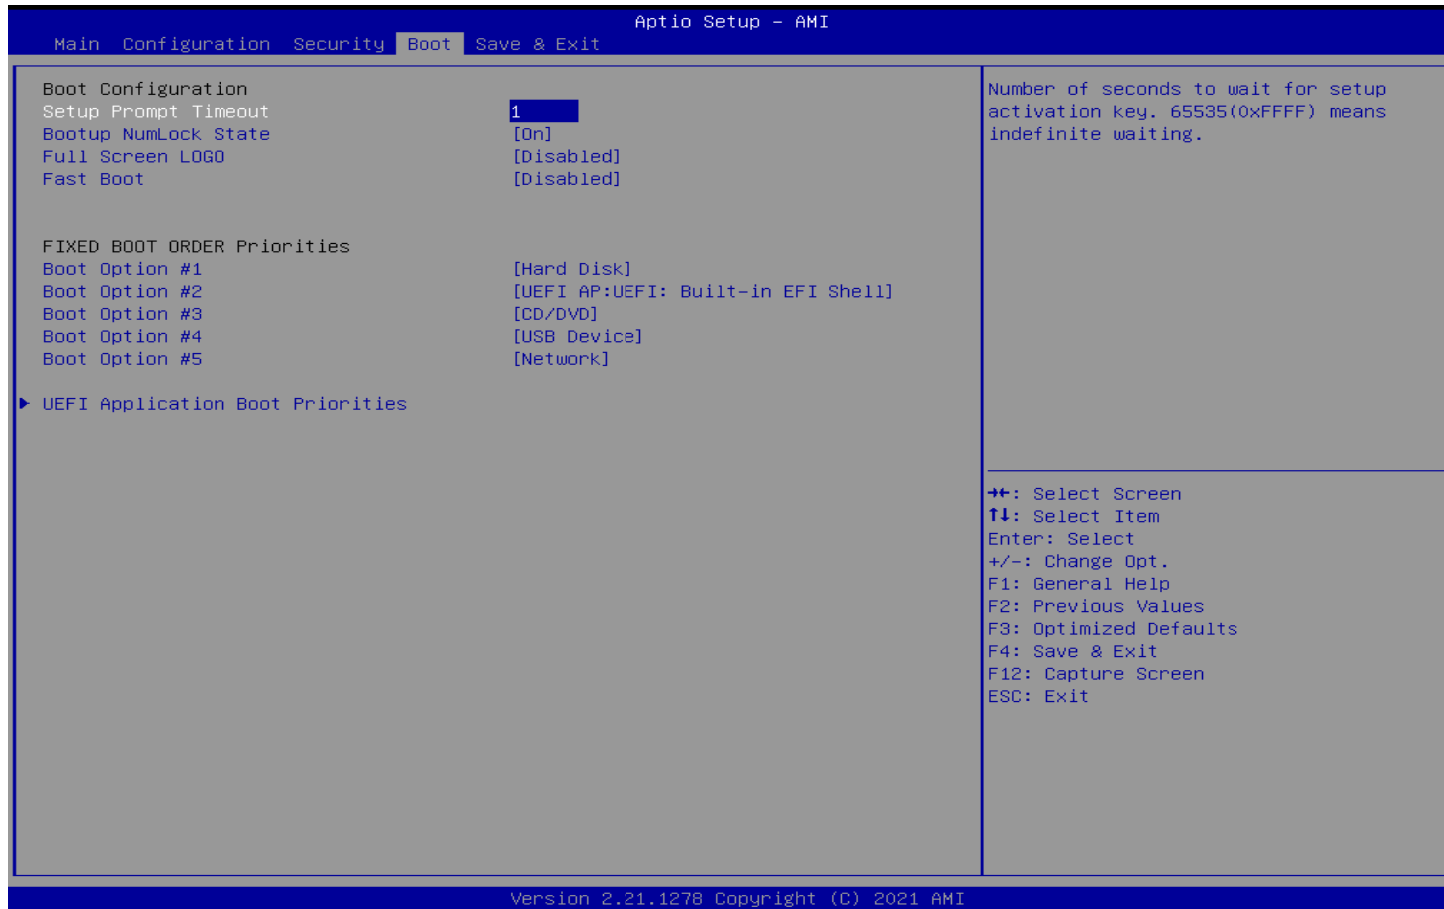 Aptio Setup – AMI
Main Configuration Security Boot Save & Exit
Boot Configuration
Setup Prompt Timeout 1
Bootup NumLock State [On]
Full Screen LOGO [Disabled]
Fast Boot [Disabled]
FIXED BOOT ORDER Priorities
Boot Option #1 [Hard Disk]
Boot Option #2 [UEFI AP:UEFI: Built-in EFI Shell]
Boot Option #3 [CD/DVD]
Boot Option #4 [USB Device]
Boot Option #5 [Network]
▶ UEFI Application Boot Priorities
Number of seconds to wait for setup
activation key. 65535(0xFFFF) means
indefinite waiting.
→←: Select Screen
↑↓: Select Item
Enter: Select
+/-: Change Opt.
F1: General Help
F2: Previous Values
F3: Optimized Defaults
F4: Save & Exit
F12: Capture Screen
ESC: Exit
Version 2.21.1278 Copyright (C) 2021 AMI